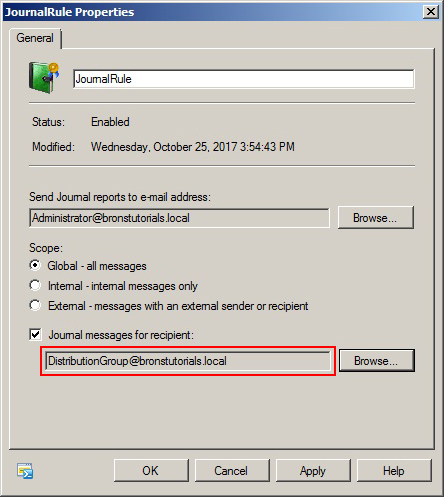 JournalRule Properties
General
JournalRule
Status: Enabled
Modified: Wednesday, October 25, 2017 3:54:43 PM
Send Journal reports to e-mail address:
Administrator@bronstutorials.local Browse...
Scope:
Global - all messages
Internal - internal messages only
External - messages with an external sender or recipient
Journal messages for recipient:
DistributionGroup@bronstutorials.local Browse...
OK Cancel Apply Help